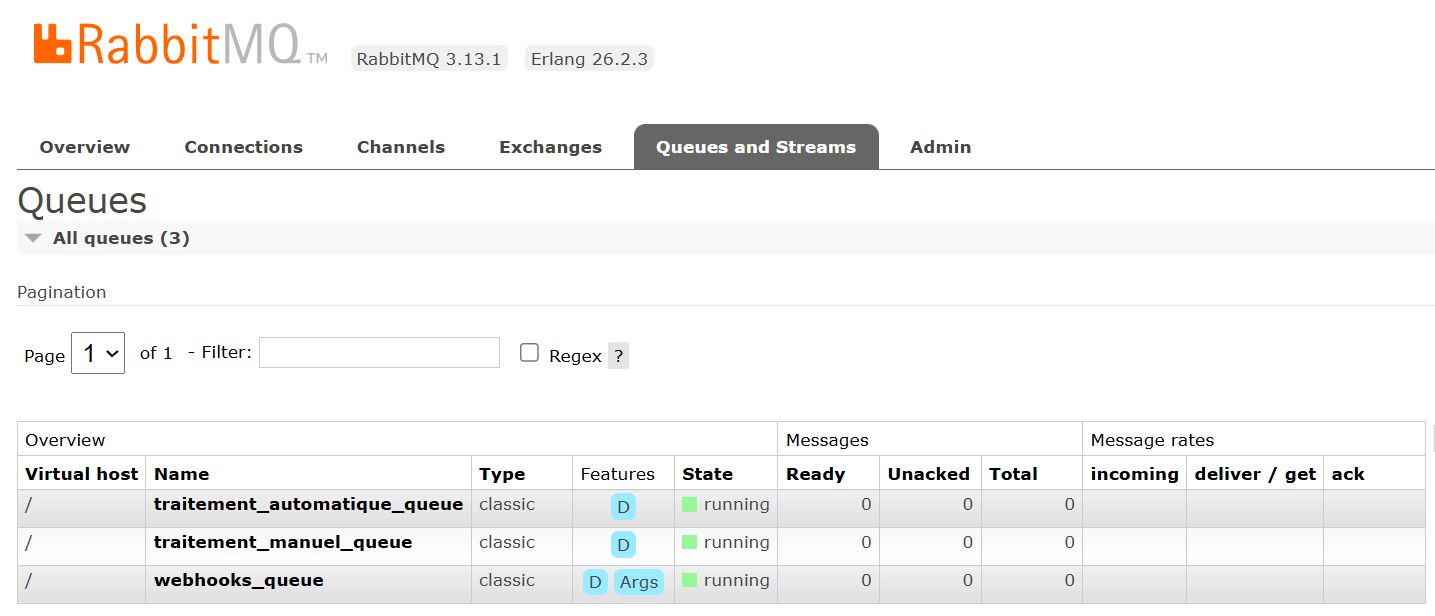 RabbitMQ TM RabbitMQ 3.13.1 Erlang 26.2.3
Overview Connections Channels Exchanges Queues and Streams Admin
Queues
All queues (3)
Pagination
Page 1 of 1 - Filter: Regex ?
Overview Messages Message rates
Virtual host Name Type Features State Ready Unacked Total incoming deliver / get ack
/ traitement_automatique_queue classic D running 0 0 0
/ traitement_manuel_queue classic D running 0 0 0
/ webhooks_queue classic D Args running 0 0 0